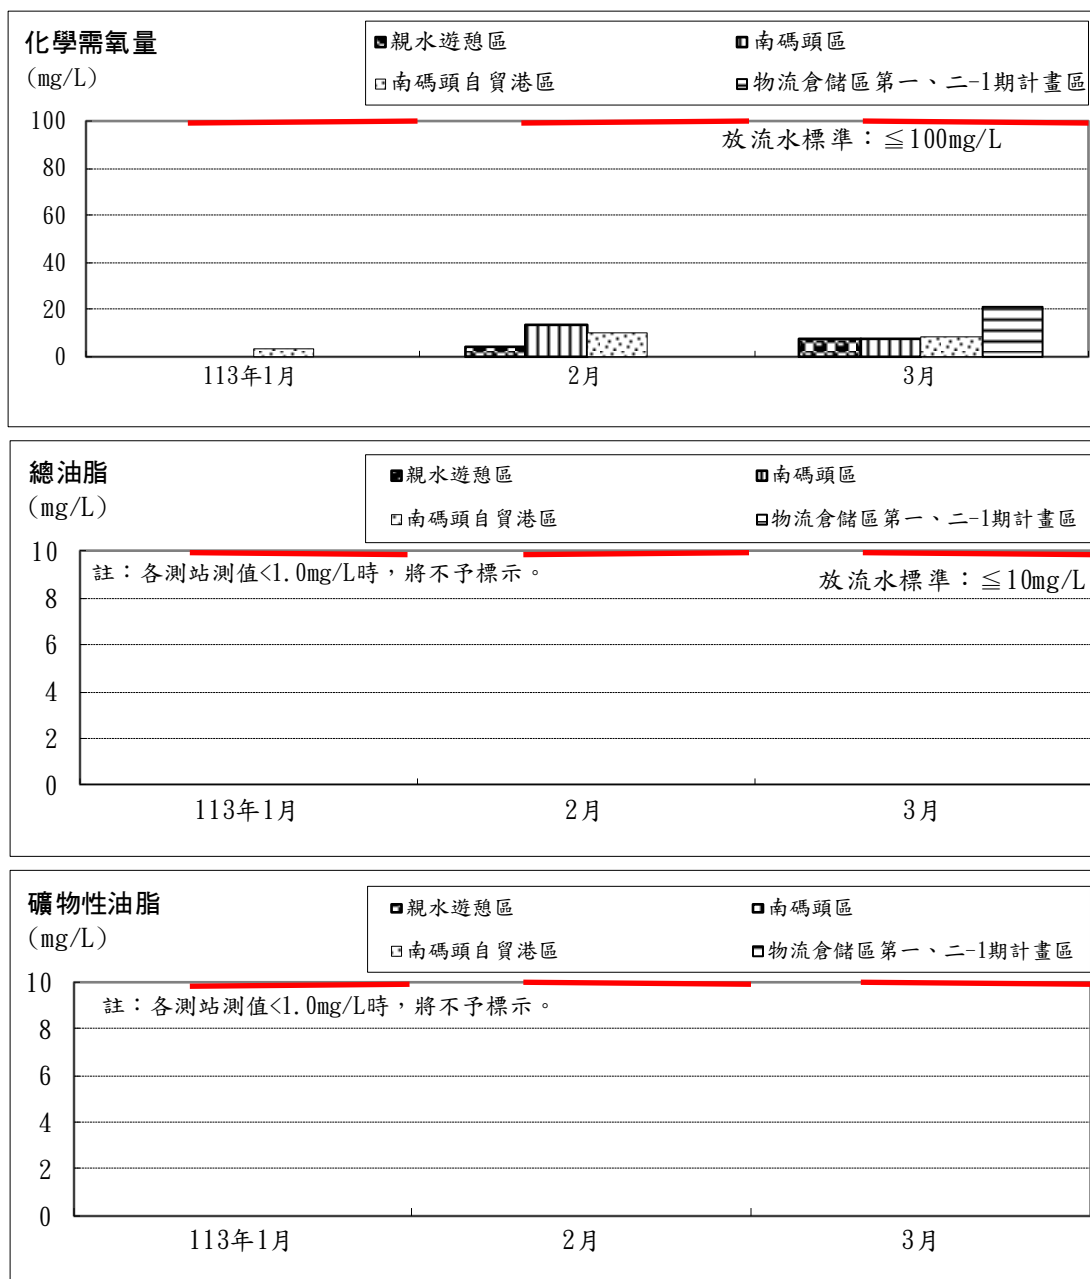 化學需氧量
(mg/L)
親水遊憩區 南碼頭區
南碼頭自貿港區 物流倉儲區第一、二-1期計畫區
100
放流水標準：≦100mg/L
80
60
40
20
0
113年1月 2月 3月
總油脂
(mg/L)
親水遊憩區 南碼頭區
南碼頭自貿港區 物流倉儲區第一、二-1期計畫區
10
註：各測站測值<1.0mg/L時，將不予標示。 放流水標準：≦10mg/L
8
6
4
2
0
113年1月 2月 3月
礦物性油脂
(mg/L)
親水遊憩區 南碼頭區
南碼頭自貿港區 物流倉儲區第一、二-1期計畫區
10
註：各測站測值<1.0mg/L時，將不予標示。
8
6
4
2
0
113年1月 2月 3月